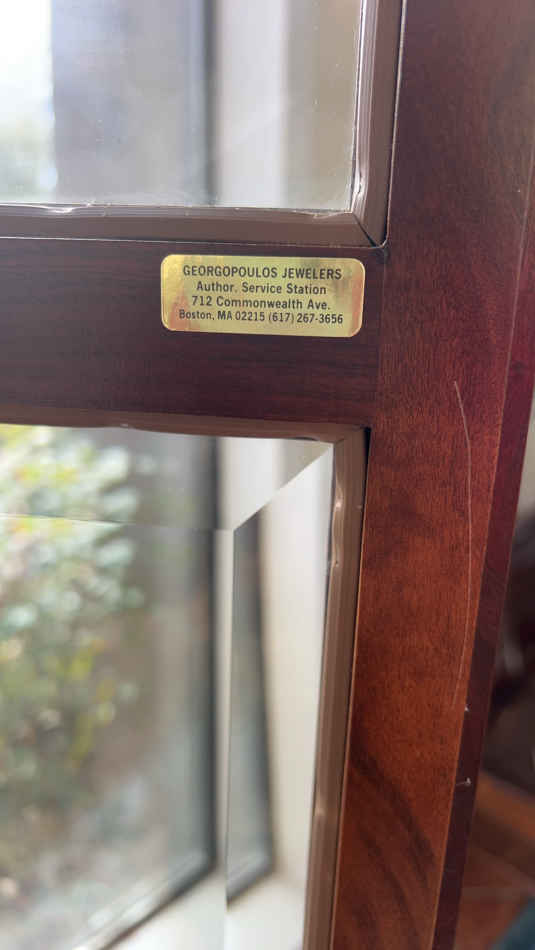 GEORGOPOULOS JEWELERS
Author. Service Station
712 Commonwealth Ave.
Boston, MA 02215 (617) 267-3656